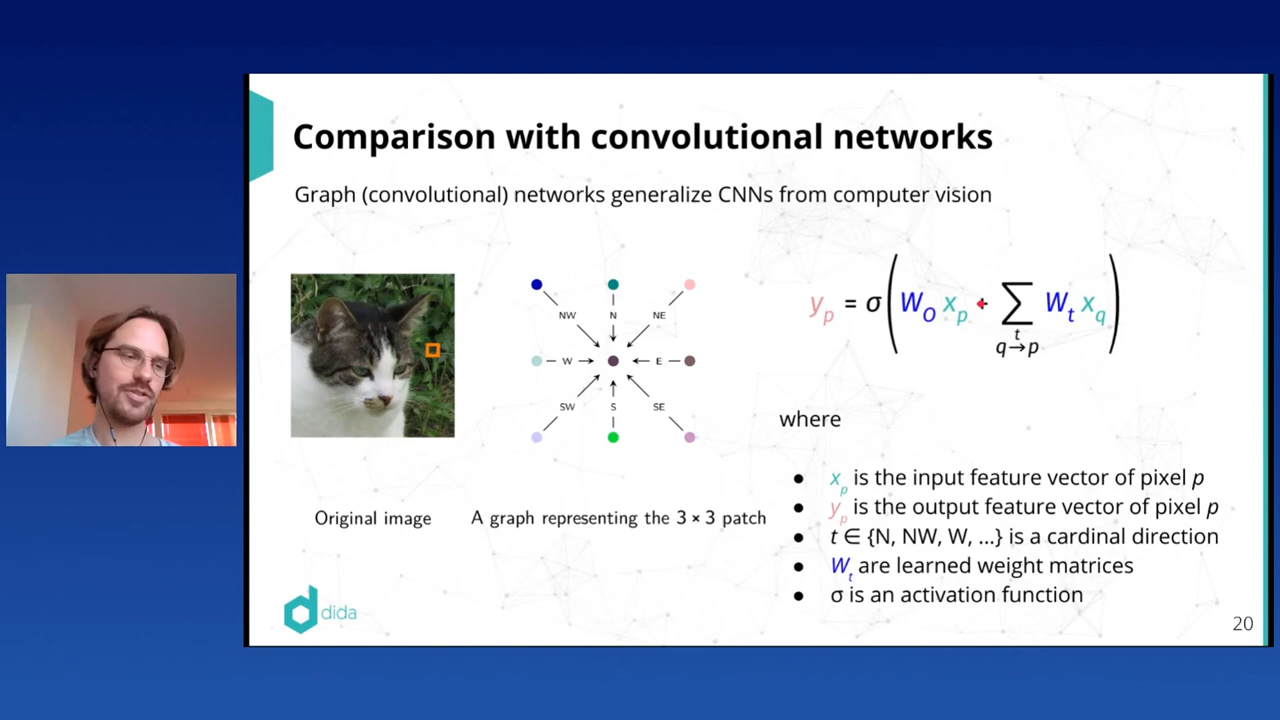 Comparison with convolutional networks
Graph (convolutional) networks generalize CNNs from computer vision
NW N NE
W E
SW S SE
y_p = σ(W_O x_p + ∑ W_t x_q)
t
q→p
Original image
A graph representing the 3 × 3 patch
where
● x_p is the input feature vector of pixel p
● y_p is the output feature vector of pixel p
● t ∈ {N, NW, W, ...} is a cardinal direction
● W_t are learned weight matrices
● σ is an activation function
dida
20